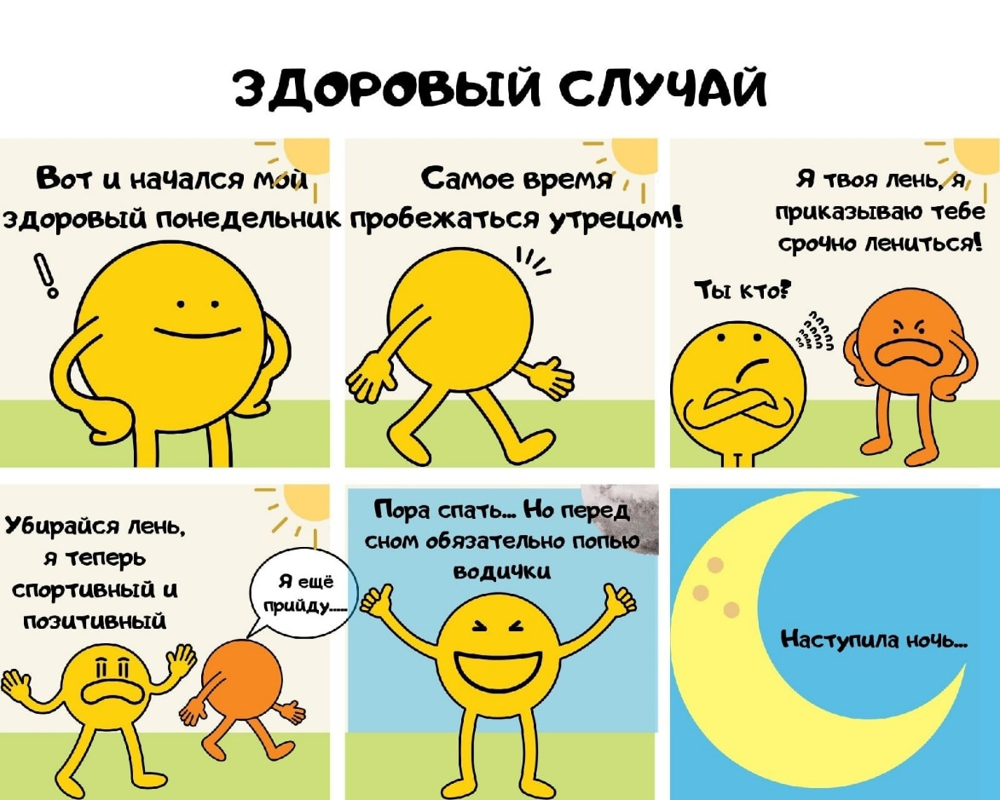 ЗДОРОВЫЙ СЛУЧАЙ
Вот и начался мой
здоровый понедельник
Самое время
пробежаться утрецом!
Я твоя лень, я
приказываю тебе
срочно лениться!
Ты кто?
Убирайся лень,
я теперь
спортивный и
позитивный
Я ещё
прийду.....
Пора спать... Но перед
сном обязательно попью
водички
Наступила ночь...